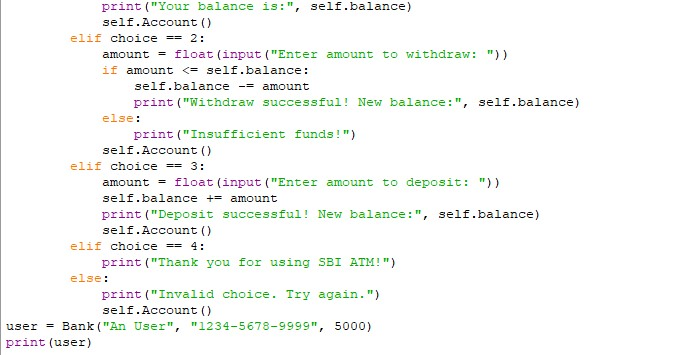 print("Your balance is:", self.balance)
self.Account()
elif choice == 2:
amount = float(input("Enter amount to withdraw: "))
if amount <= self.balance:
self.balance -= amount
print("Withdraw successful! New balance:", self.balance)
else:
print("Insufficient funds!")
self.Account()
elif choice == 3:
amount = float(input("Enter amount to deposit: "))
self.balance += amount
print("Deposit successful! New balance:", self.balance)
self.Account()
elif choice == 4:
print("Thank you for using SBI ATM!")
else:
print("Invalid choice. Try again.")
self.Account()
user = Bank("An User", "1234-5678-9999", 5000)
print(user)